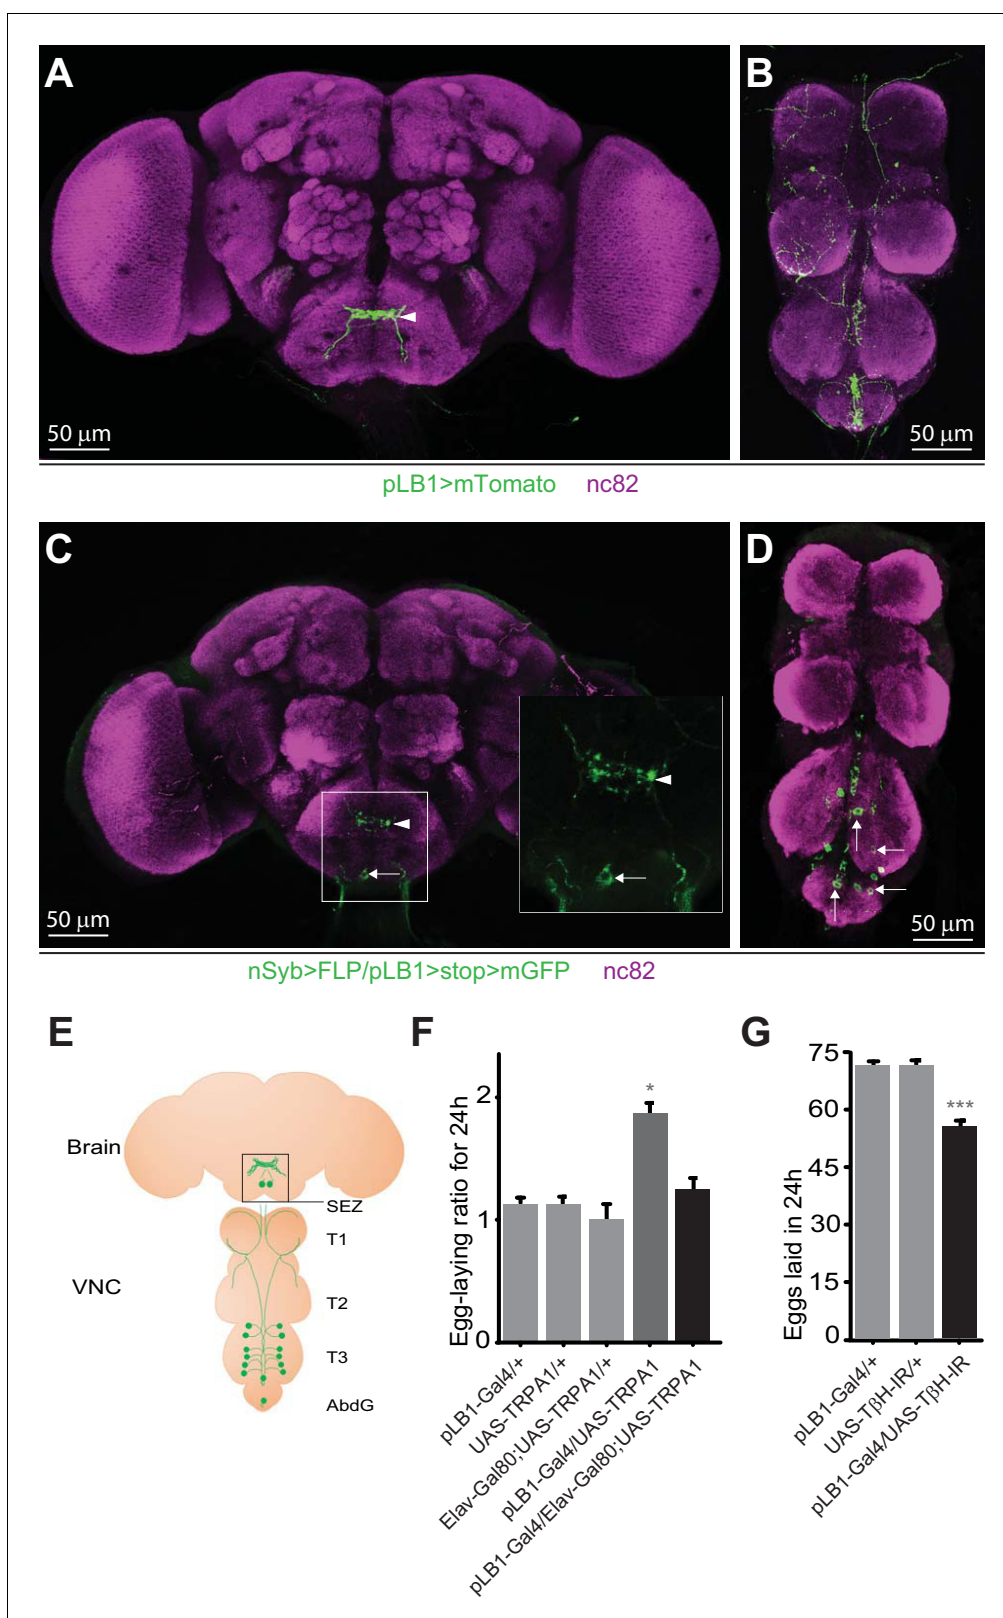 A
B
50 µm
50 µm
pLB1>mTomato nc82
C
D
50 µm
50 µm
nSyb>FLP/pLB1>stop>mGFP nc82
E
Brain
SEZ
T1
VNC
T2
T3
AbdG
F
Egg-laying ratio for 24h
2
1
0
*
pLB1-Gal4/+
UAS-TRPA1/+
Elav-Gal80;UAS-TRPA1/+
pLB1-Gal4/UAS-TRPA1
pLB1-Gal4/Elav-Gal80;UAS-TRPA1
G
Eggs laid in 24h
75
60
45
30
15
0
***
pLB1-Gal4/+
UAS-TβH-IR/+
pLB1-Gal4/UAS-TβH-IR